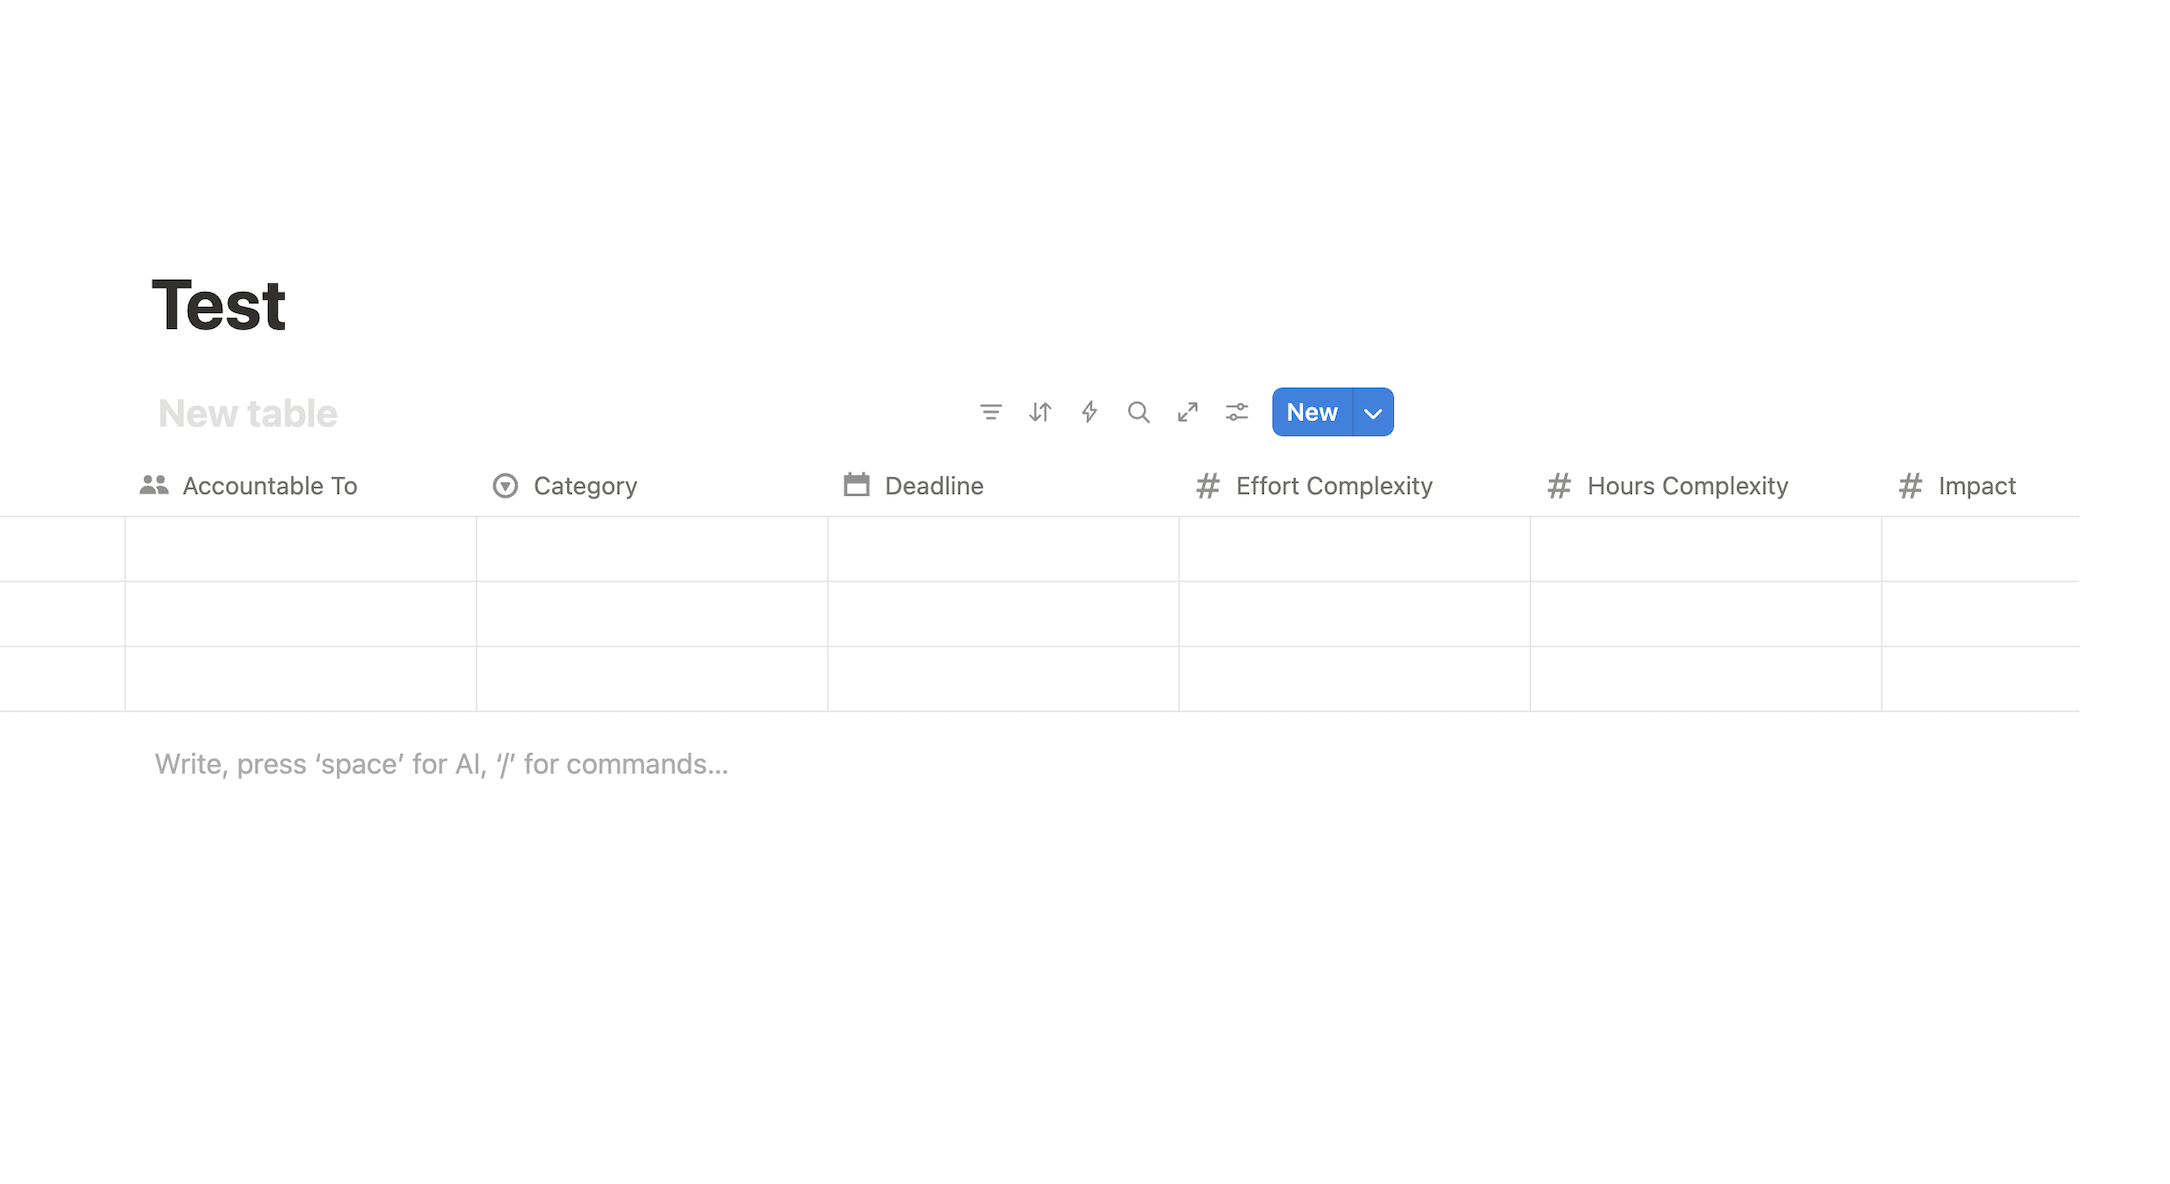 Test
New table
New
Accountable To Category Deadline Effort Complexity Hours Complexity Impact
Write, press ‘space’ for AI, ‘/’ for commands...